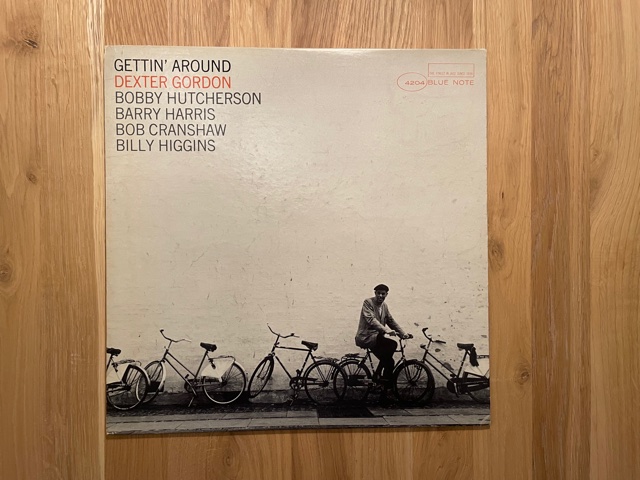 GETTIN' AROUND
DEXTER GORDON
BOBBY HUTCHERSON
BARRY HARRIS
BOB CRANSHAW
BILLY HIGGINS
4204 BLUE NOTE